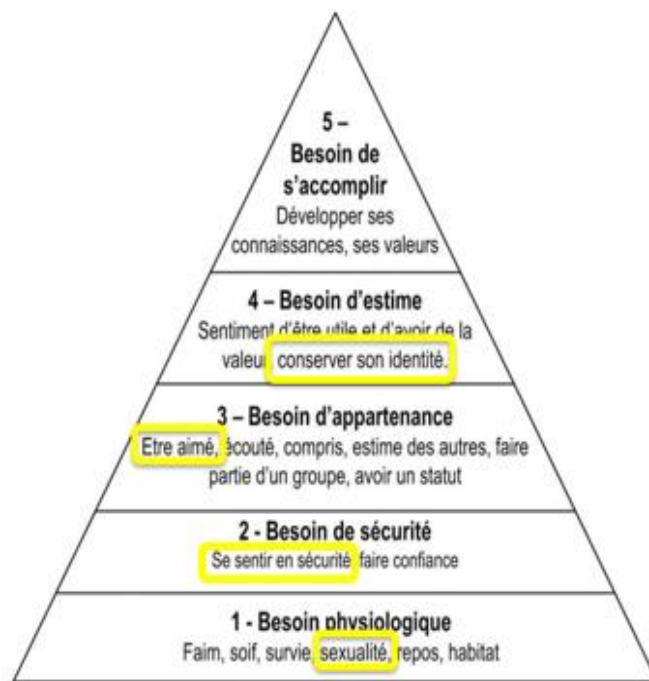 5 –
Besoin de
s'accomplir
Développer ses
connaissances, ses valeurs
4 – Besoin d'estime
Sentiment d'être utile et d'avoir de la
valeur, conserver son identité.
3 – Besoin d'appartenance
Etre aimé, écouté, compris, estime des autres, faire
partie d'un groupe, avoir un statut
2 - Besoin de sécurité
Se sentir en sécurité faire confiance
1 - Besoin physiologique
Faim, soif, survie, sexualité, repos, habitat